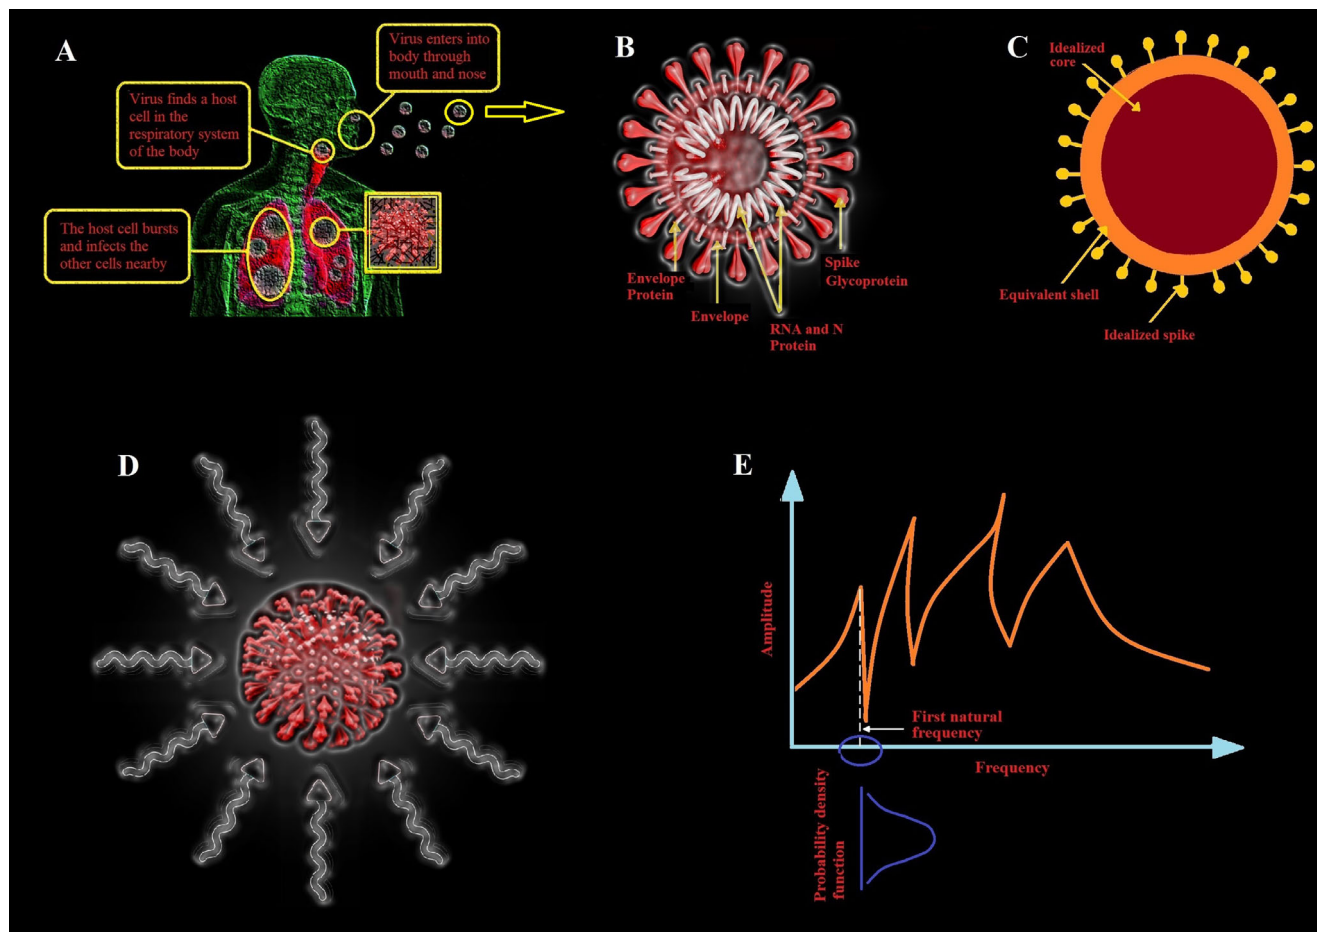 A
Virus enters into
body through
mouth and nose
Virus finds a host
cell in the
respiratory system
of the body
The host cell bursts
and infects the
other cells nearby
B
Envelope
Protein
Envelope
RNA and N
Protein
Spike
Glycoprotein
C
Idealized
core
Equivalent shell
Idealized spike
D
E
Amplitude
First natural
frequency
Frequency
Probability density
function